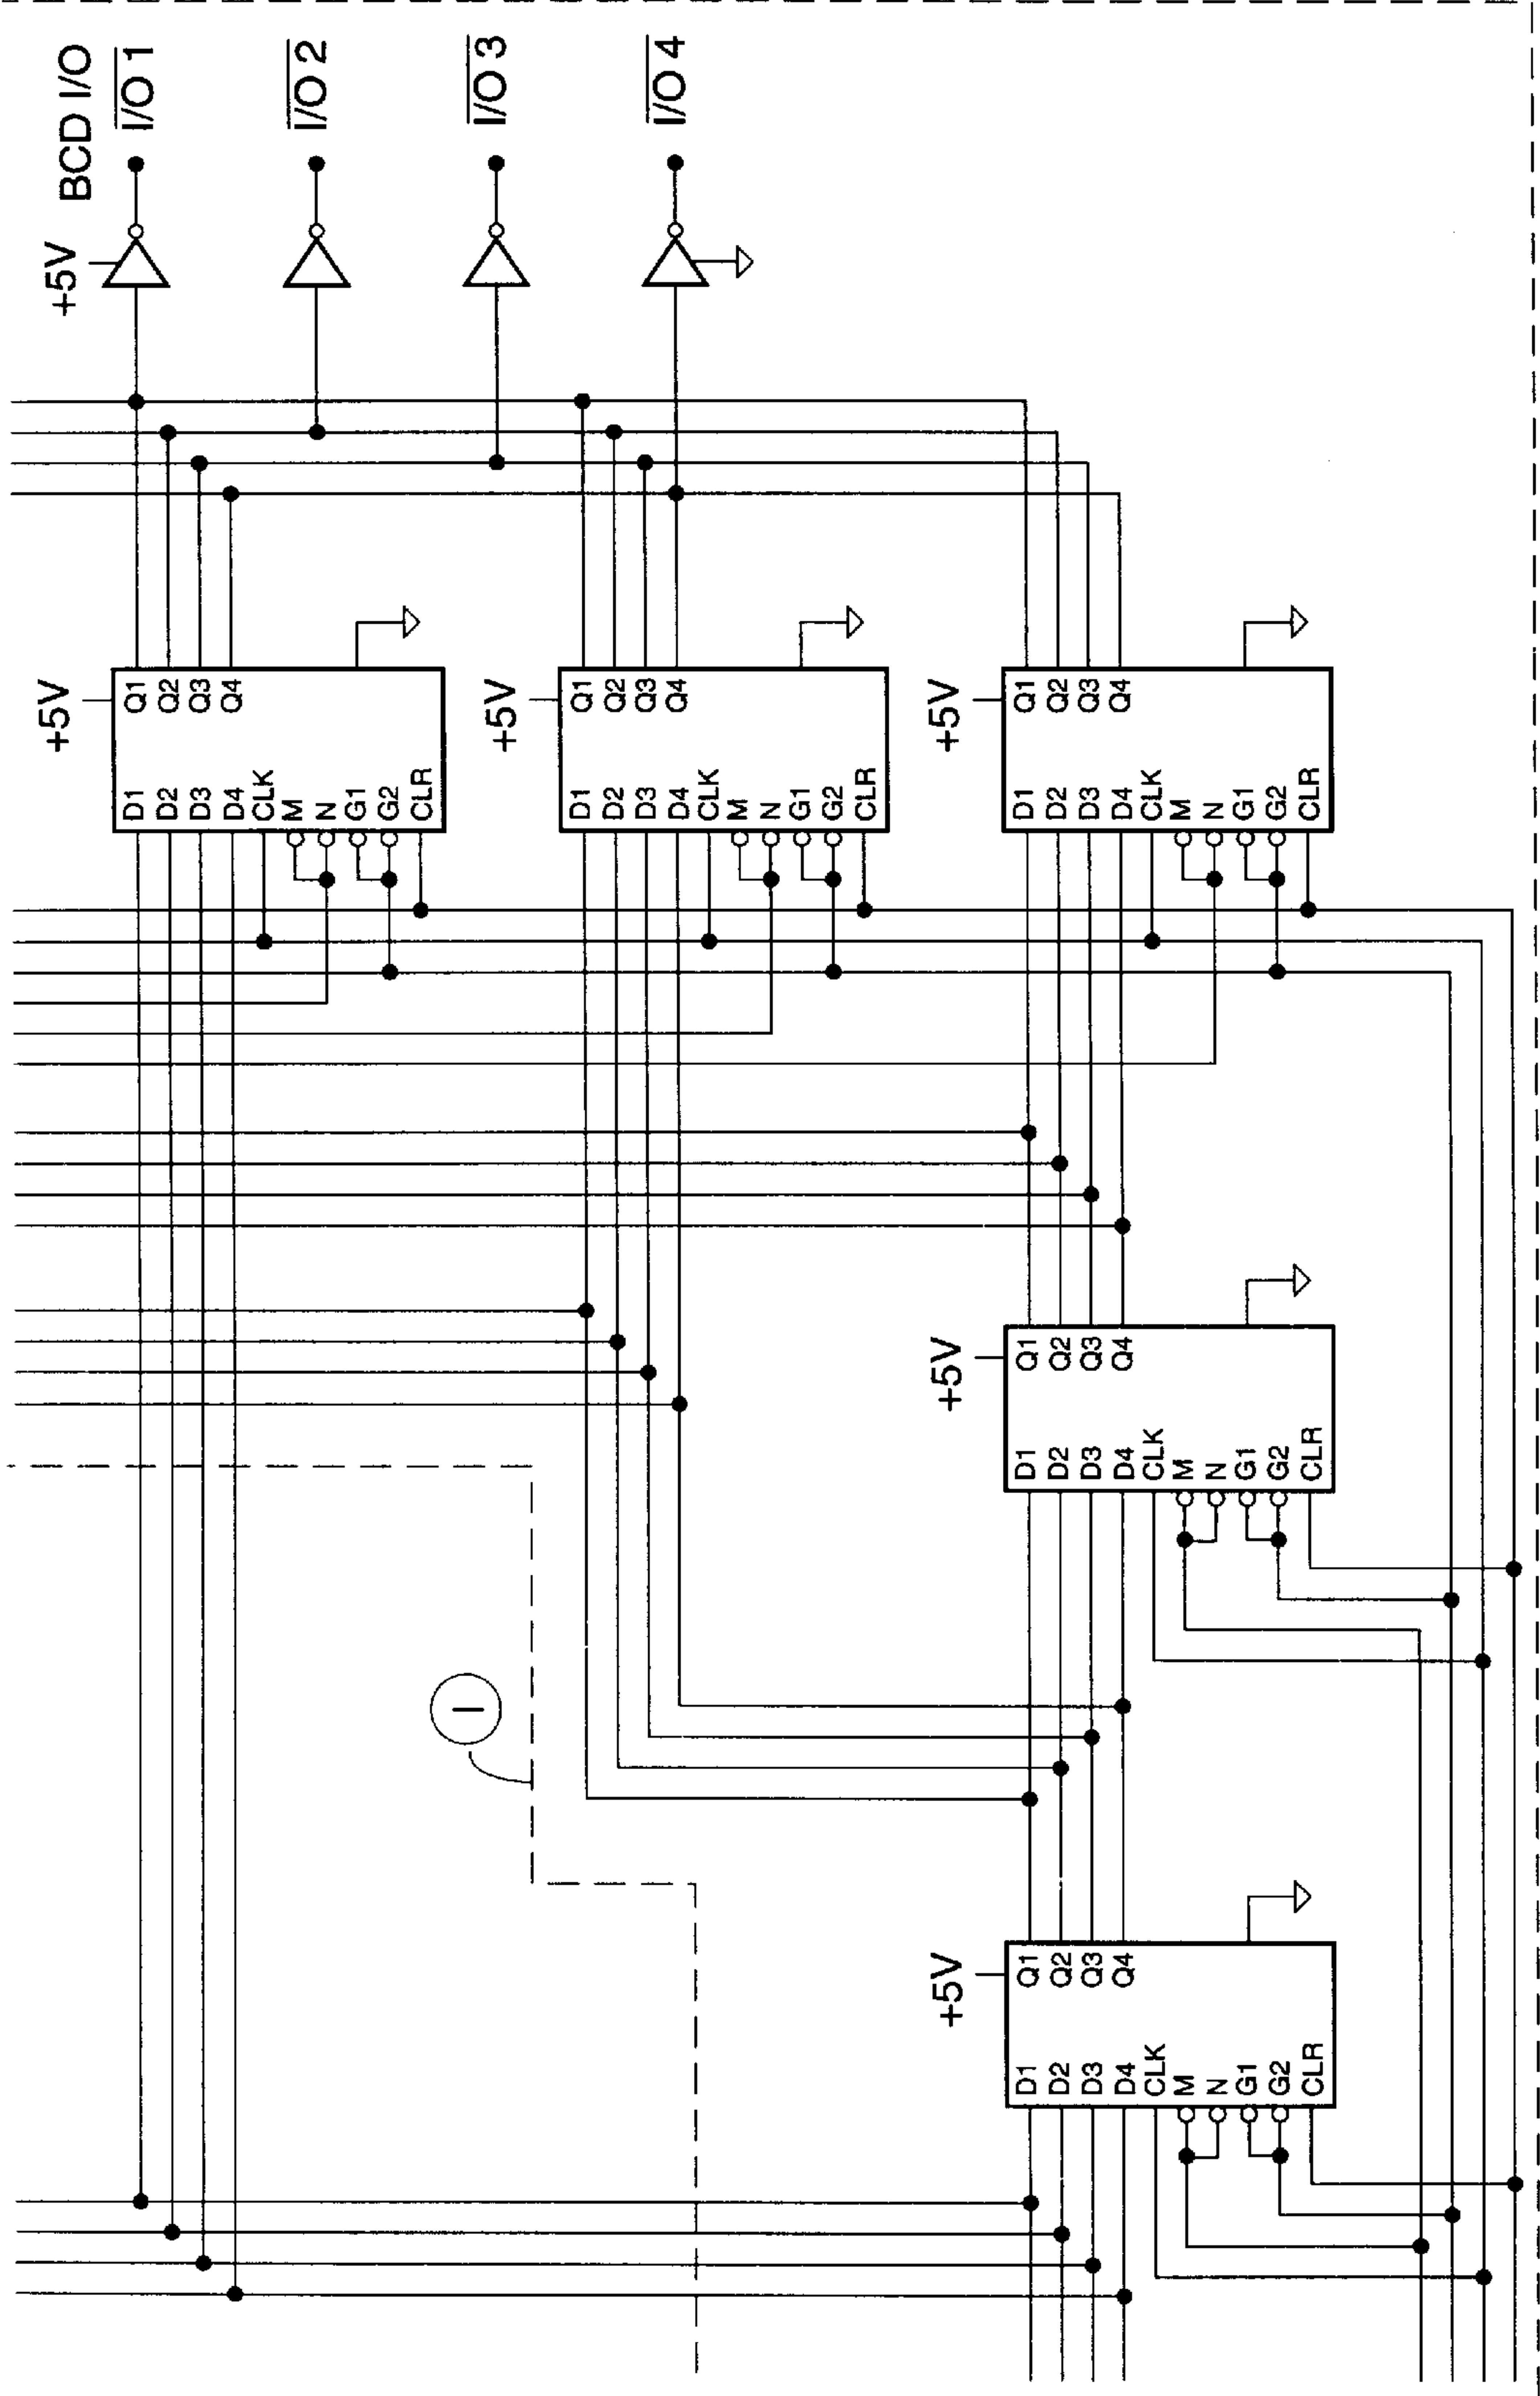 BCD I/O
I/O 1
I/O 2
I/O 3
I/O 4
+5V
+5V
Q1
Q2
Q3
Q4
D1
D2
D3
D4
CLK
M
N
G1
G2
CLR
+5V
Q1
Q2
Q3
Q4
D1
D2
D3
D4
CLK
M
N
G1
G2
CLR
+5V
Q1
Q2
Q3
Q4
D1
D2
D3
D4
CLK
M
N
G1
G2
CLR
+5V
Q1
Q2
Q3
Q4
D1
D2
D3
D4
CLK
M
N
G1
G2
CLR
1
+5V
Q1
Q2
Q3
Q4
D1
D2
D3
D4
CLK
M
N
G1
G2
CLR